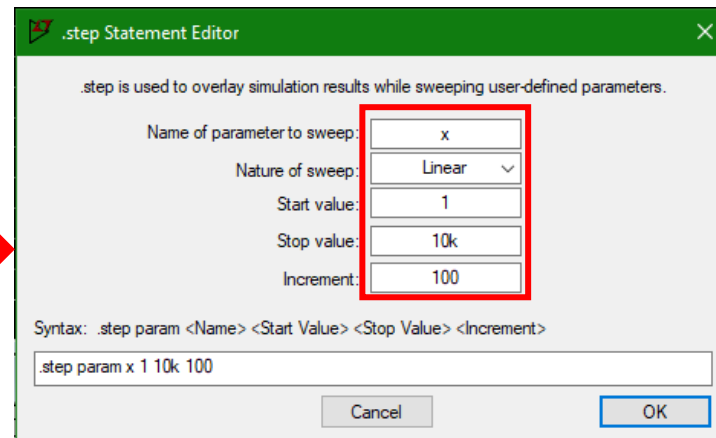 .step Statement Editor
.step is used to overlay simulation results while sweeping user-defined parameters.
Name of parameter to sweep: x
Nature of sweep: Linear
Start value: 1
Stop value: 10k
Increment: 100
Syntax: .step param <Name> <Start Value> <Stop Value> <Increment>
.step param x 1 10k 100
Cancel OK